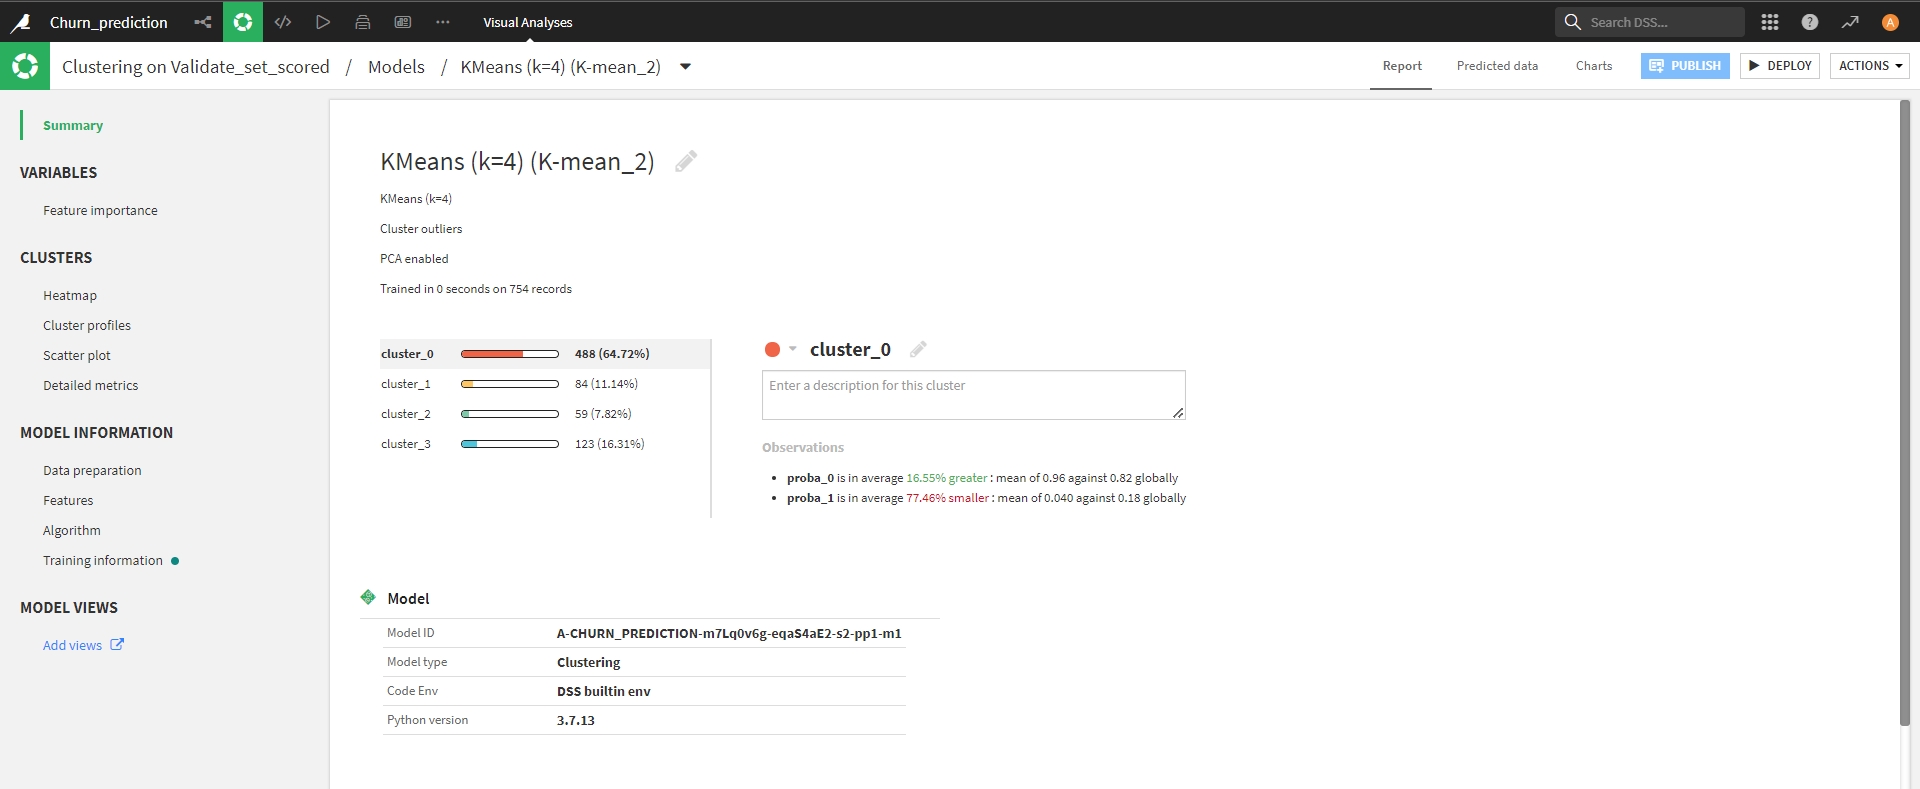 Churn_prediction
Visual Analyses
Search DSS...
A
Clustering on Validate_set_scored / Models / KMeans (k=4) (K-mean_2)
Report
Predicted data
Charts
PUBLISH
DEPLOY
ACTIONS
Summary
VARIABLES
Feature importance
CLUSTERS
Heatmap
Cluster profiles
Scatter plot
Detailed metrics
MODEL INFORMATION
Data preparation
Features
Algorithm
Training information
MODEL VIEWS
Add views
KMeans (k=4) (K-mean_2)
KMeans (k=4)
Cluster outliers
PCA enabled
Trained in 0 seconds on 754 records
cluster_0 488 (64.72%)
cluster_1 84 (11.14%)
cluster_2 59 (7.82%)
cluster_3 123 (16.31%)
cluster_0
Enter a description for this cluster
Observations
• proba_0 is in average 16.55% greater : mean of 0.96 against 0.82 globally
• proba_1 is in average 77.46% smaller : mean of 0.040 against 0.18 globally
Model
Model ID A-CHURN_PREDICTION-m7Lq0v6g-eqaS4aE2-s2-pp1-m1
Model type Clustering
Code Env DSS builtin env
Python version 3.7.13